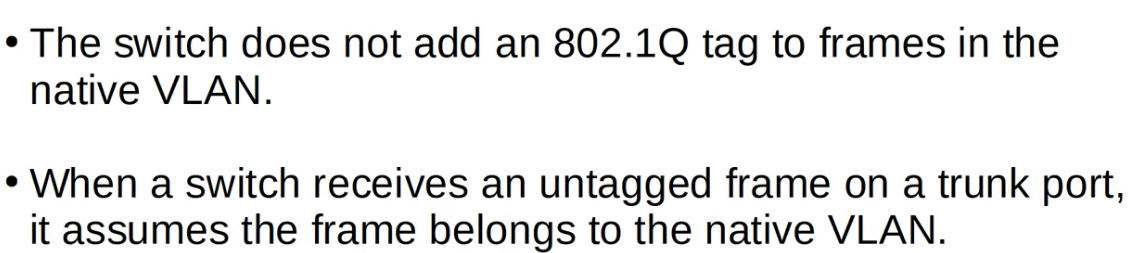 • The switch does not add an 802.1Q tag to frames in the
native VLAN.
• When a switch receives an untagged frame on a trunk port,
it assumes the frame belongs to the native VLAN.